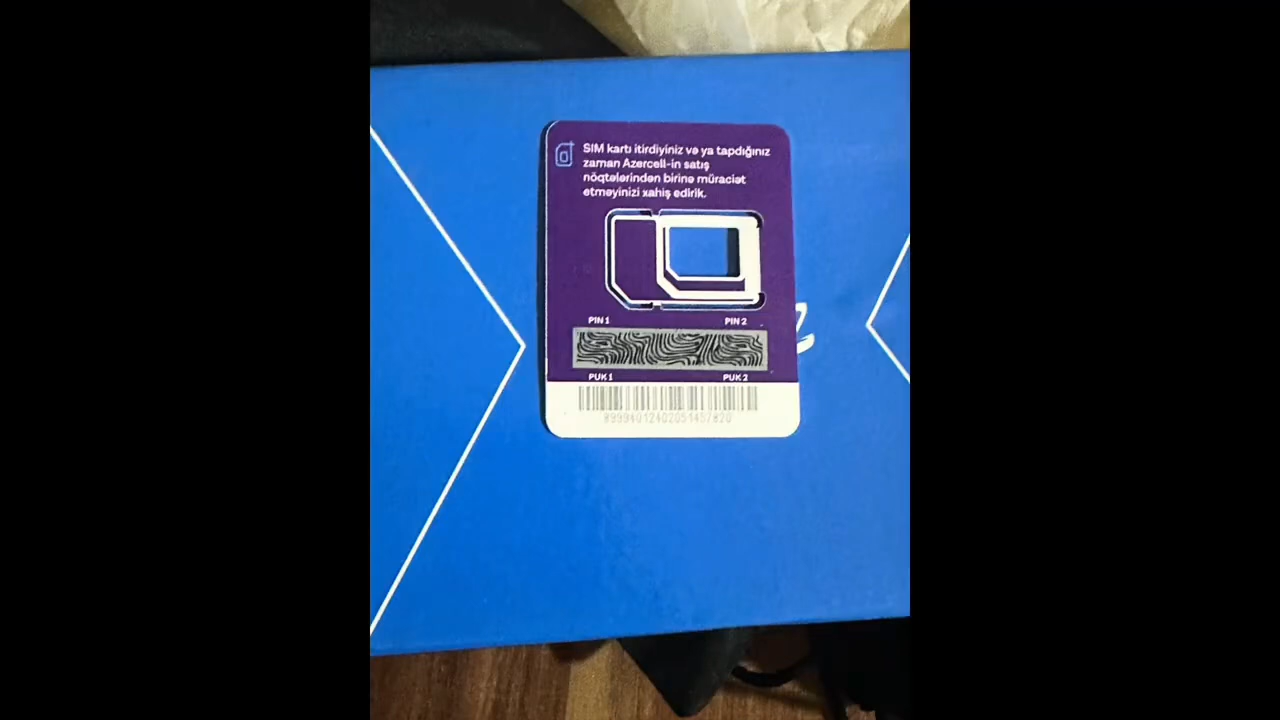 SIM kartı itirdiyiniz və ya tapdığınız
zaman Azercell-in satış
nöqtələrindən birinə müraciət
etməyinizi xahiş edirik.
PIN 1 PIN 2
PUK 1 PUK 2
89994012402051457820